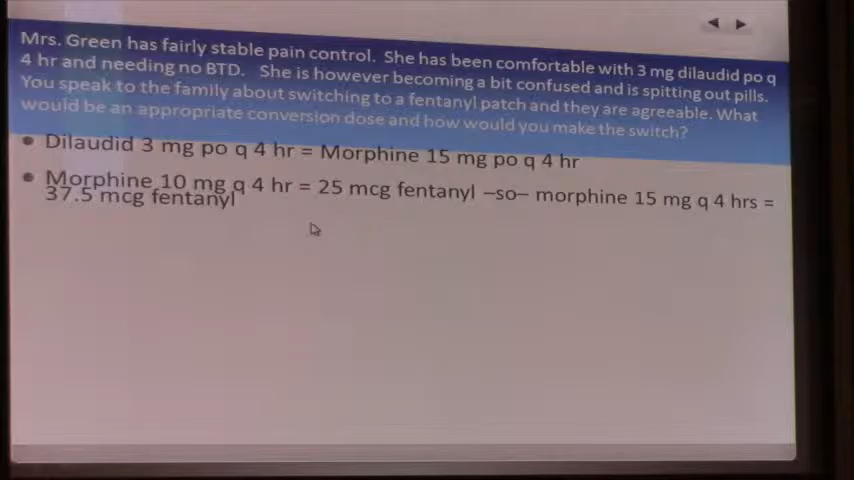 Mrs. Green has fairly stable pain control.  She has been comfortable with 3 mg dilaudid po q
4 hr and needing no BTD.   She is however becoming a bit confused and is spitting out pills.
You speak to the family about switching to a fentanyl patch and they are agreeable. What
would be an appropriate conversion dose and how would you make the switch?
• Dilaudid 3 mg po q 4 hr = Morphine 15 mg po q 4 hr
• Morphine 10 mg q 4 hr = 25 mcg fentanyl –so– morphine 15 mg q 4 hrs =
37.5 mcg fentanyl